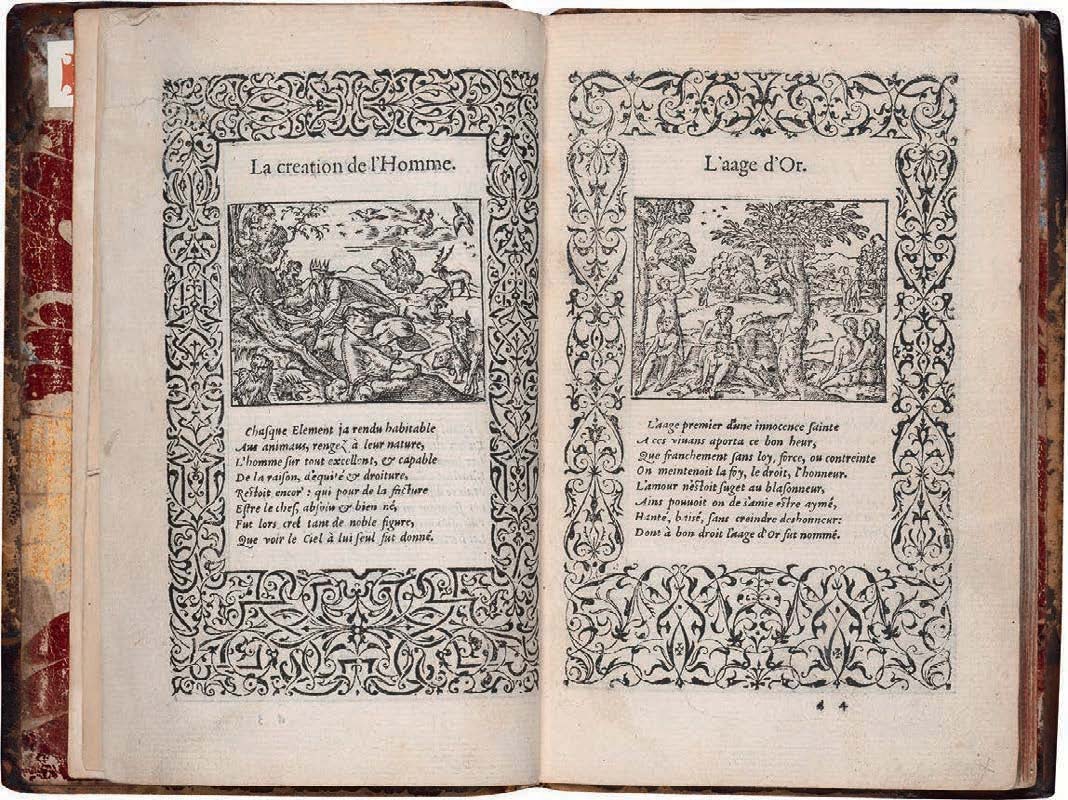 La creation de l'Homme.
Chasque Element ja rendu habitable
Aus animaus, rengez à leur nature,
L'homme sur tout excellent, & capable
De la raison, d'equité & droiture,
Restoit encor': qui pour de la facture
Estre le chef, absolu & bien né,
Fut lors creé tant de noble figure,
Que voir le Ciel à lui seul fut donné.
L'aage d'Or.
L'aage premier d'une innocence sainte
A ces vivans aporta ce bon heur,
Que franchement sans loy, force, ou contreinte
On meintenoit la foy, le droit, l'honneur.
L'amour n'estoit suget au blasonneur,
Ains pouvoit on de s'amie estre aymé,
Hanté, baisé, sans creindre deshonneur:
Dont à bon droit l'aage d'Or fut nommé.
a 4